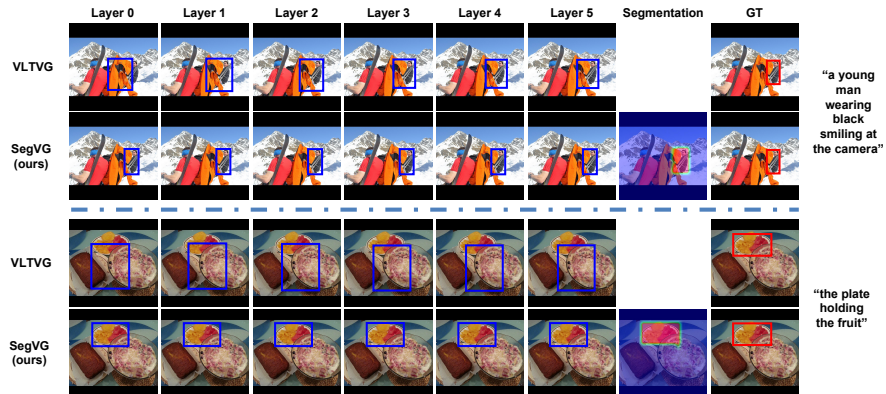 Layer 0 Layer 1 Layer 2 Layer 3 Layer 4 Layer 5 Segmentation GT
VLTVG
SegVG
(ours)
“a young
man
wearing
black
smiling at
the camera”
VLTVG
SegVG
(ours)
“the plate
holding
the fruit”